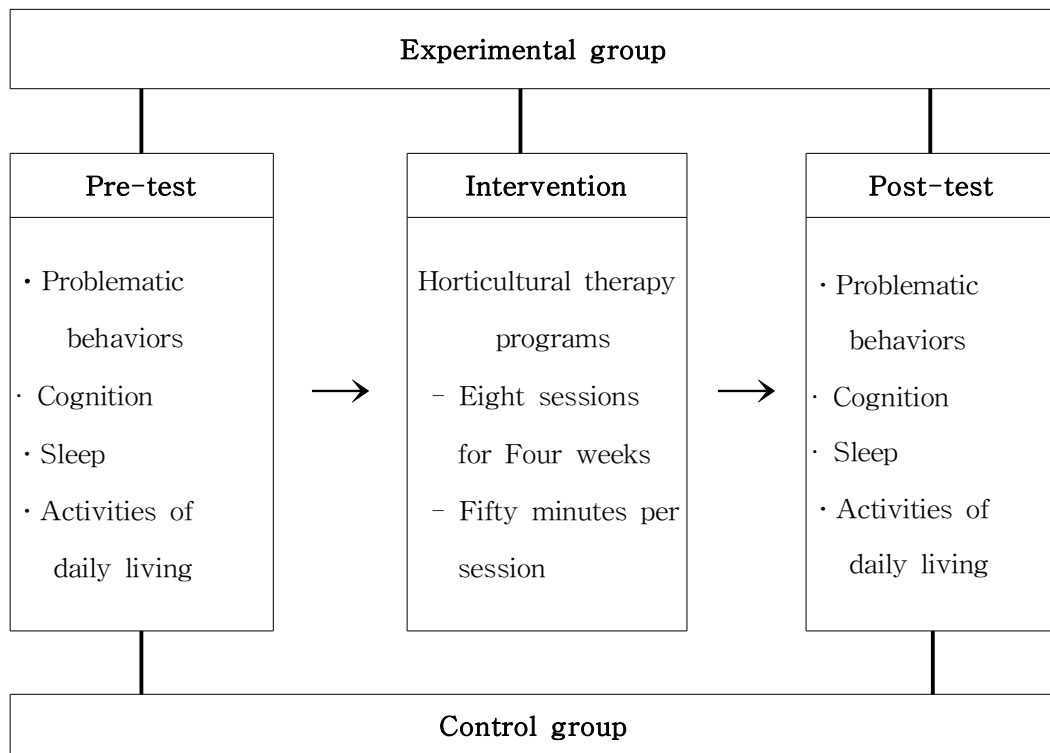 Experimental group
Pre-test
· Problematic
behaviors
· Cognition
· Sleep
· Activities of
daily living
Intervention
Horticultural therapy
programs
- Eight sessions
for Four weeks
- Fifty minutes per
session
Post-test
· Problematic
behaviors
· Cognition
· Sleep
· Activities of
daily living
Control group